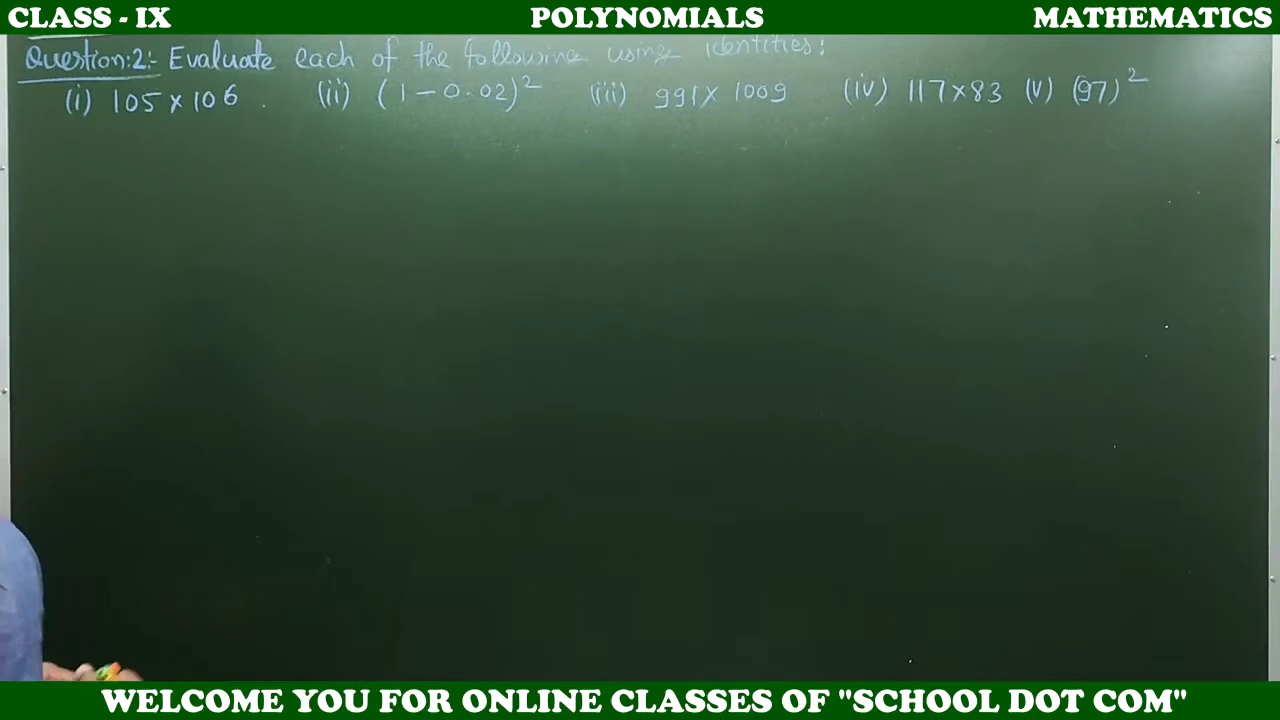 CLASS - IX POLYNOMIALS MATHEMATICS
Question:2:- Evaluate each of the following using identities:
(i) 105 × 106 . (ii) (1 - 0.02)² (iii) 991 × 1009 (iv) 117 × 83 (v) (97)²
WELCOME YOU FOR ONLINE CLASSES OF "SCHOOL DOT COM"